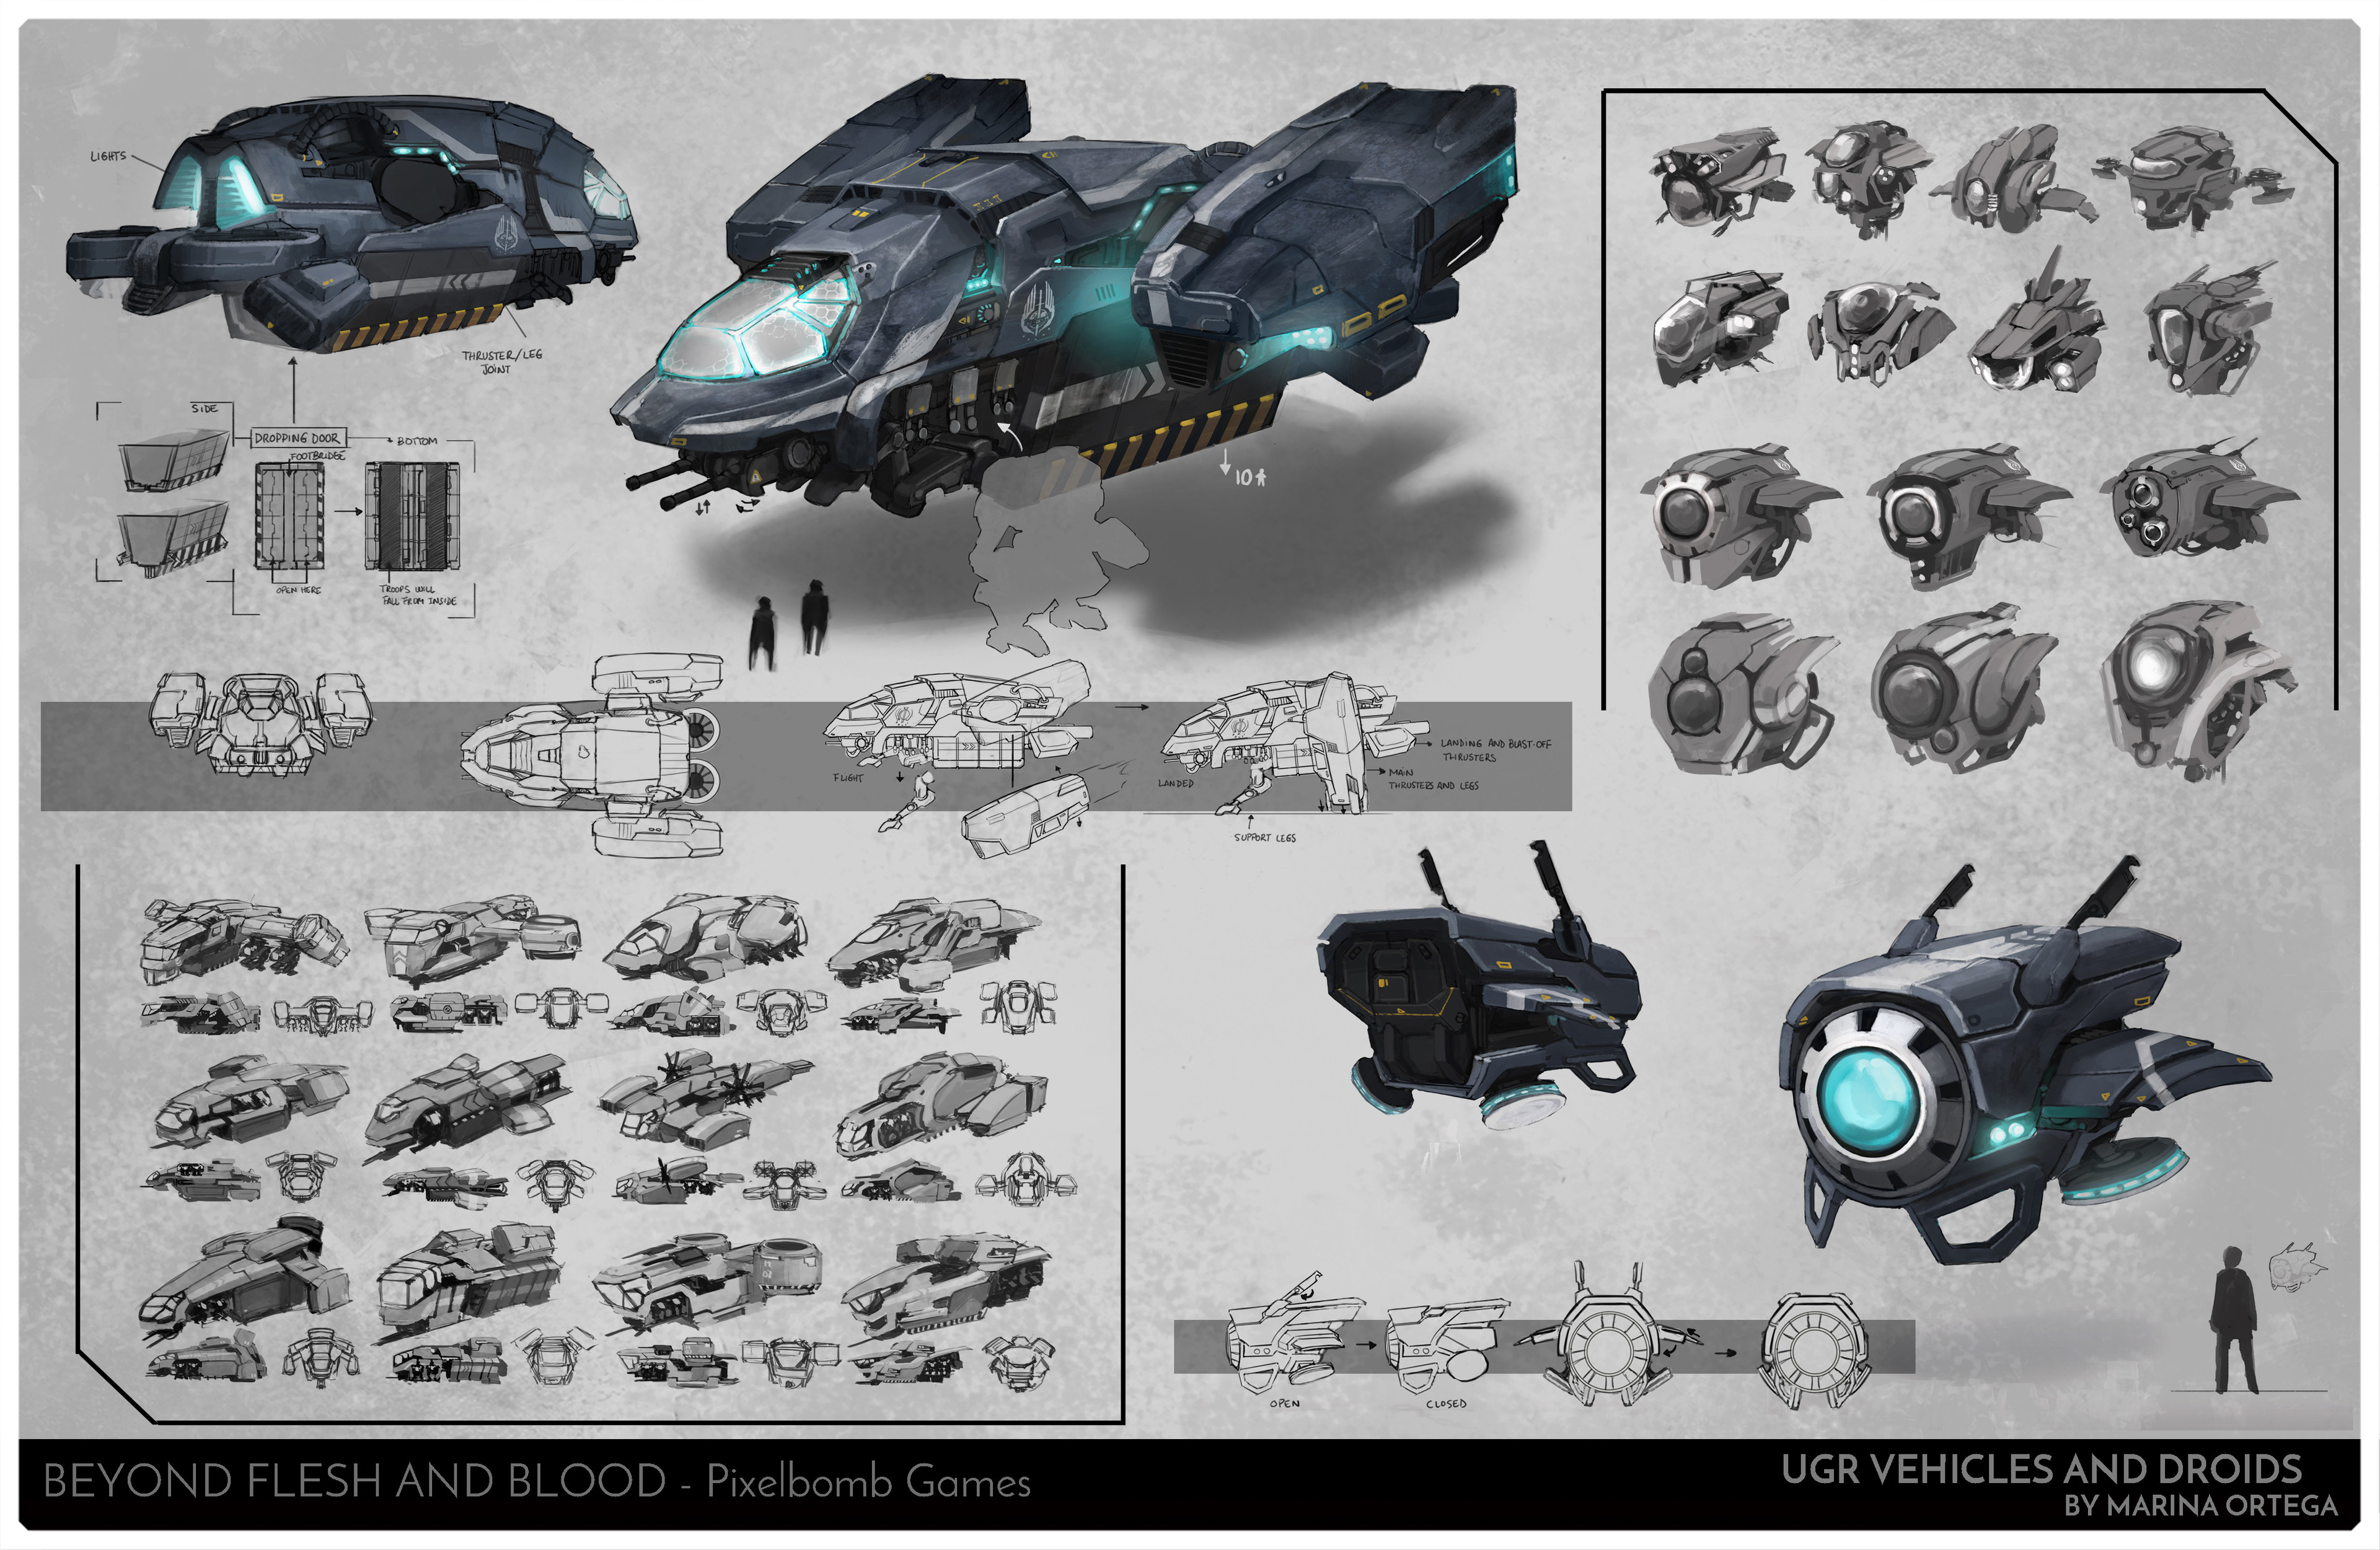 LIGHTS
THRUSTER/LEG
JOINT
SIDE
DROPPING DOOR
BOTTOM
FOOTBRIDGE
OPEN HERE
TROOPS WILL
FALL FROM INSIDE
10
FLIGHT
LANDED
LANDING AND BLAST-OFF
THRUSTERS
MAIN
THRUSTERS AND LEGS
SUPPORT LEGS
OPEN
CLOSED
BEYOND FLESH AND BLOOD - Pixelbomb Games
UGR VEHICLES AND DROIDS
BY MARINA ORTEGA